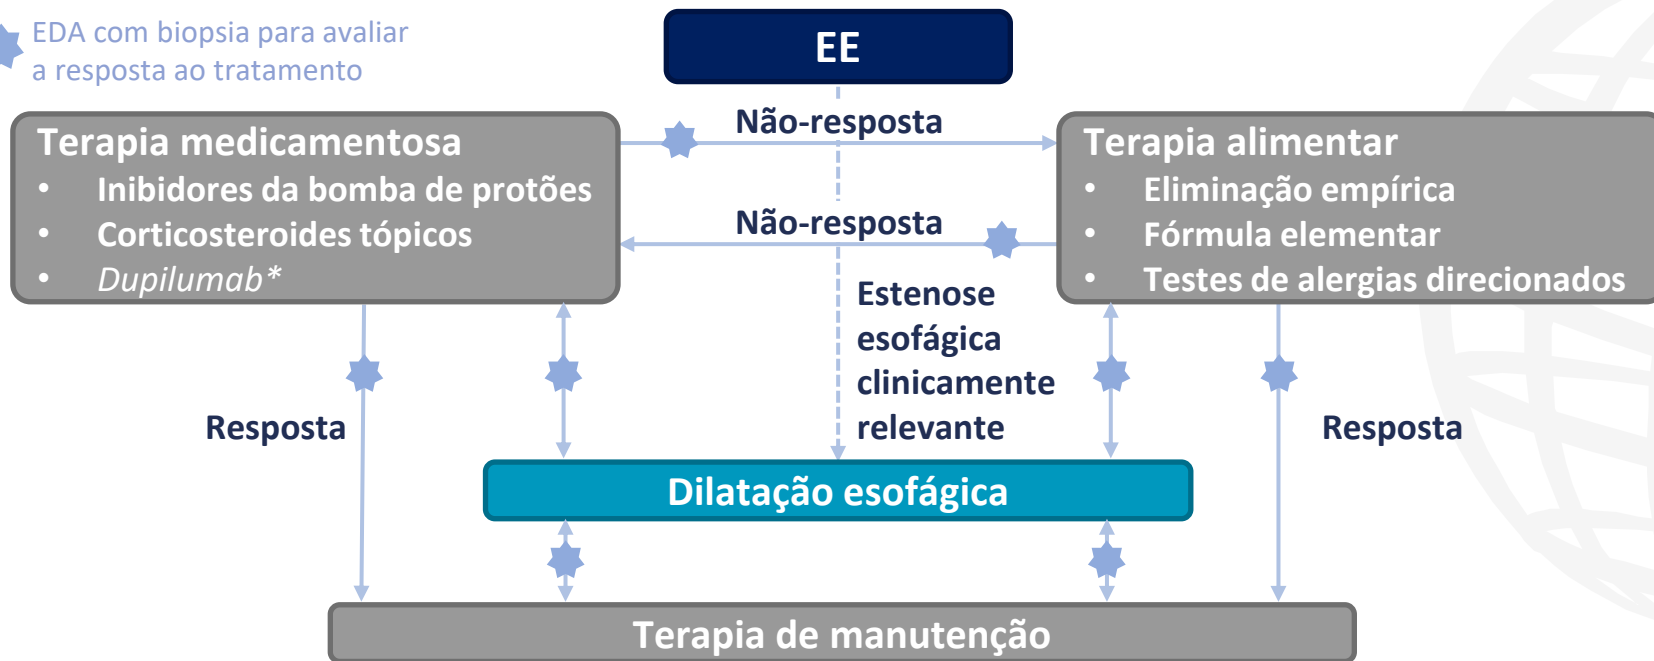 EDA com biopsia para avaliar
a resposta ao tratamento
EE
Terapia medicamentosa
• Inibidores da bomba de protões
• Corticosteroides tópicos
• Dupilumab*
Não-resposta
Não-resposta
Terapia alimentar
• Eliminação empírica
• Fórmula elementar
• Testes de alergias direcionados
Estenose
esofágica
clinicamente
relevante
Resposta
Resposta
Dilatação esofágica
Terapia de manutenção